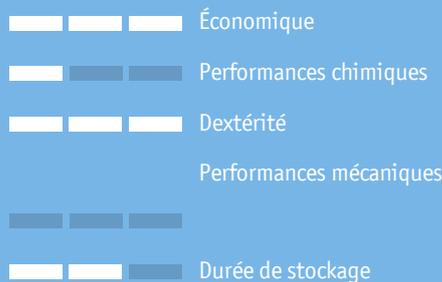 Économique
Performances chimiques
Dextérité
Performances mécaniques
Durée de stockage